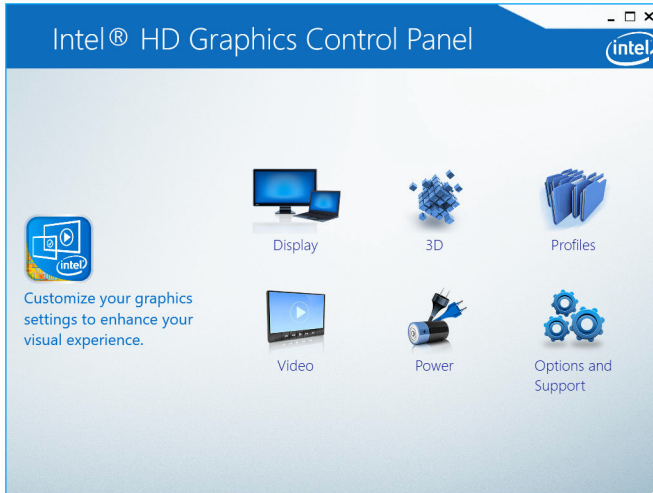 Intel® HD Graphics Control Panel
intel
Display
3D
Profiles
intel
Customize your graphics
settings to enhance your
visual experience.
Video
Power
Options and
Support